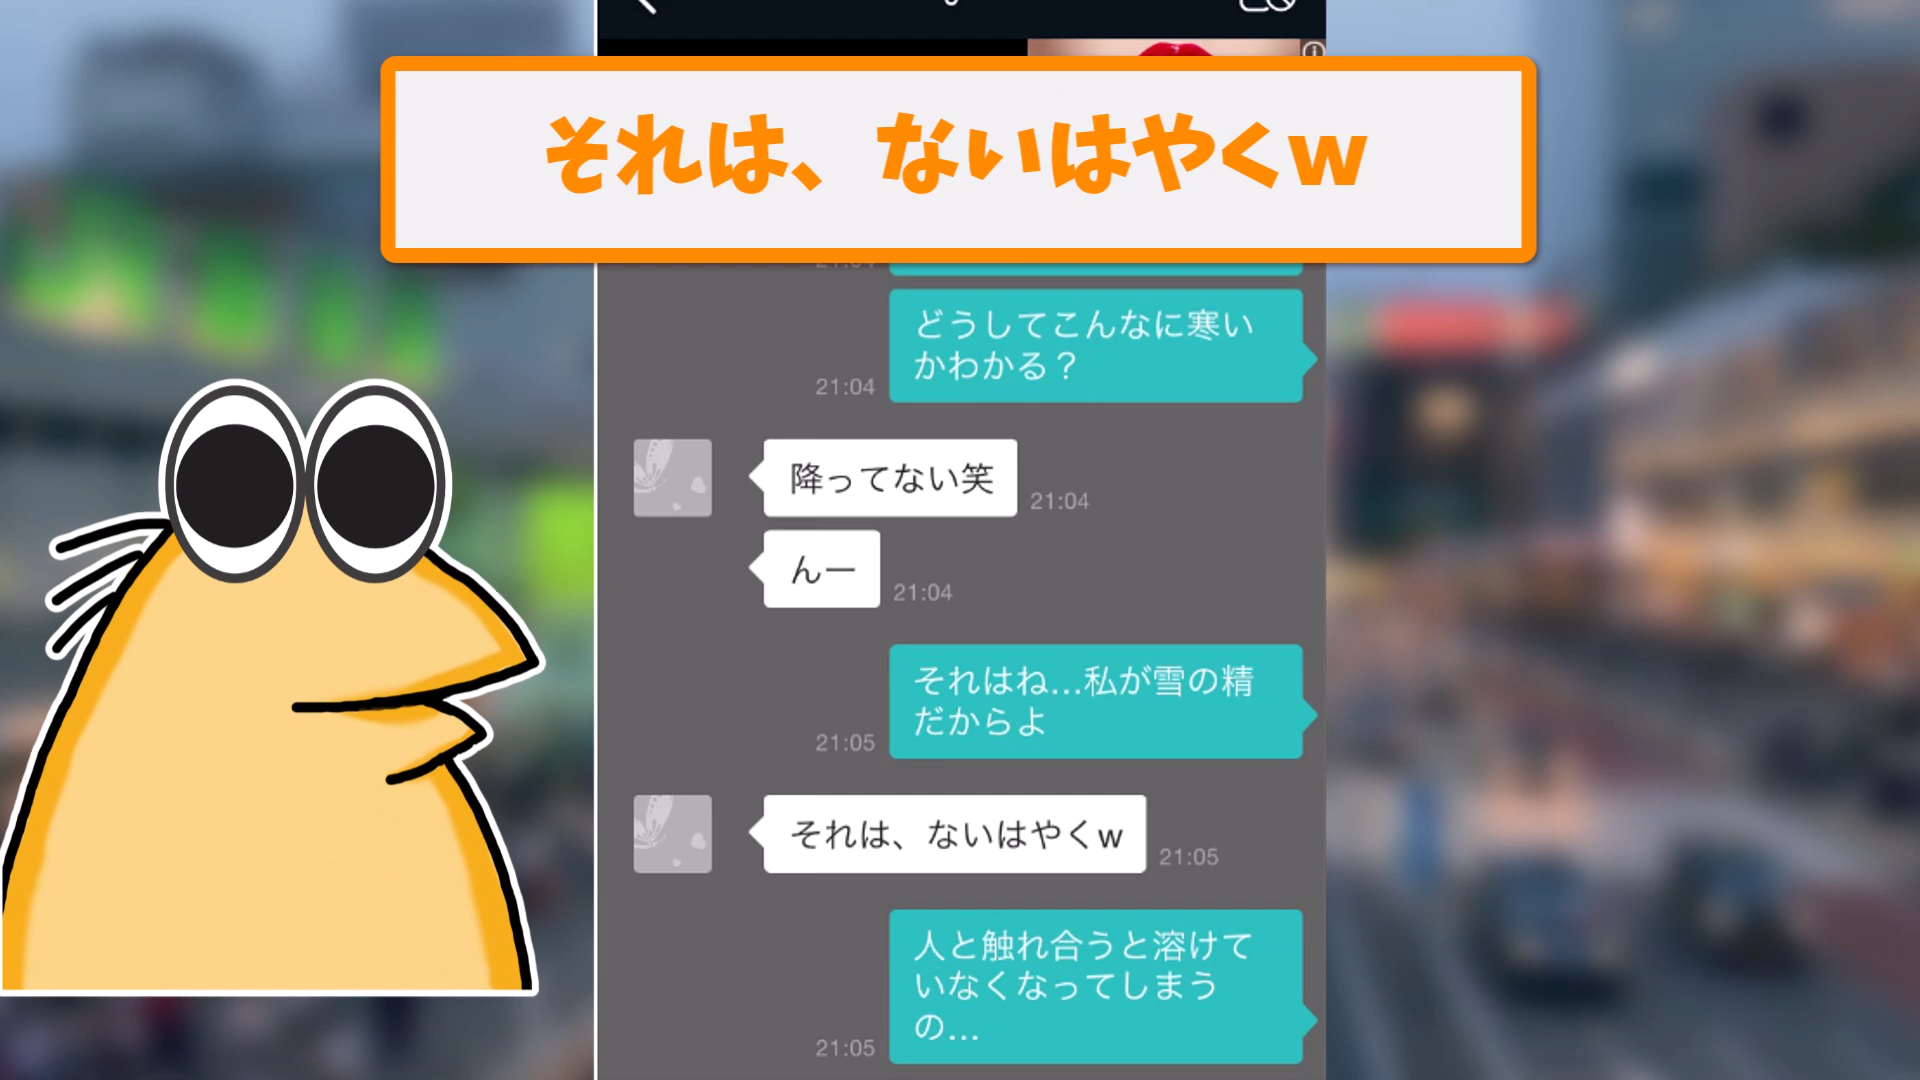 それは、ないはやくw
どうしてこんなに寒い
かわかる？
21:04
降ってない笑
21:04
んー
21:04
それはね…私が雪の精
だからよ
21:05
それは、ないはやくw
21:05
人と触れ合うと溶けて
いなくなってしまう
の…
21:05